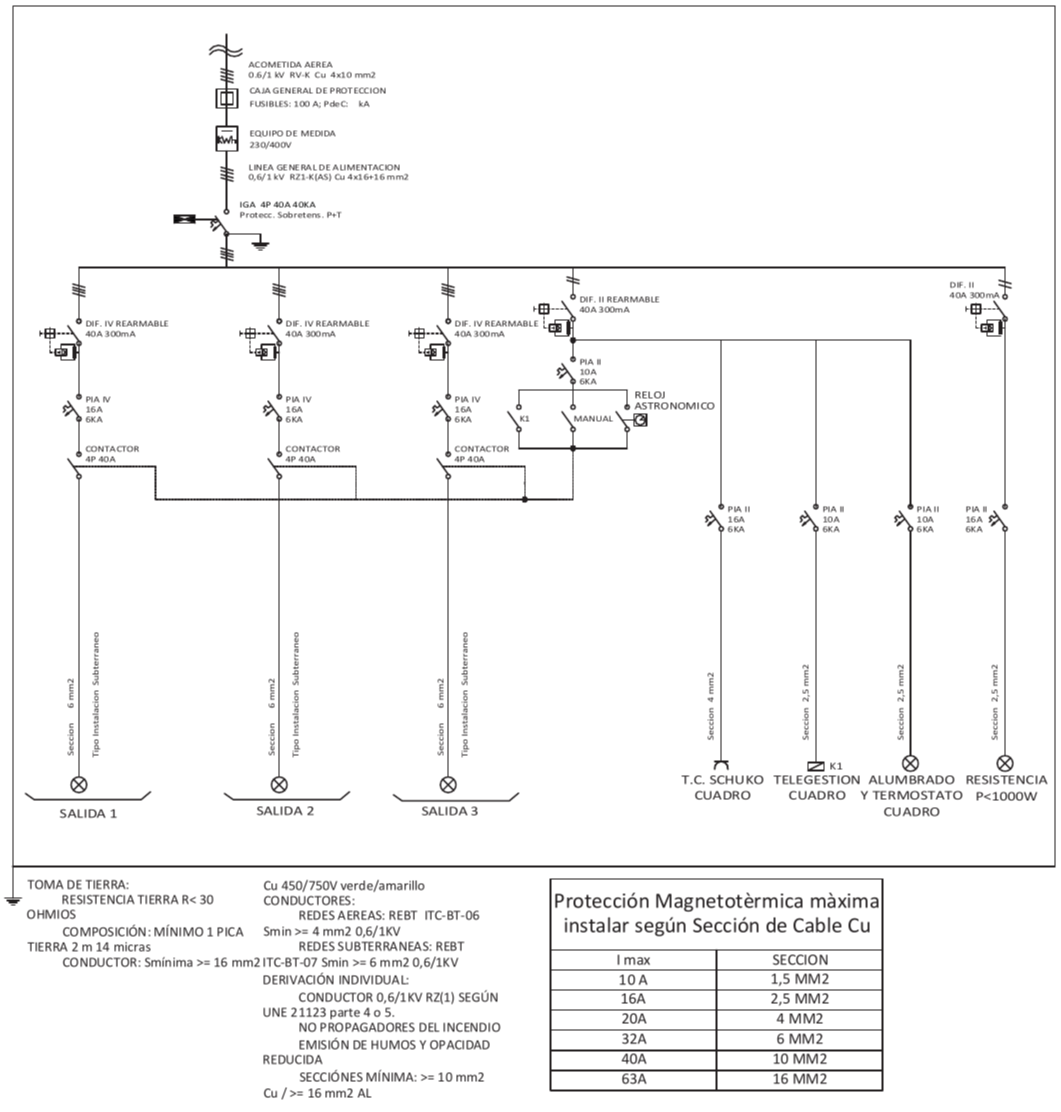 ACOMETIDA AEREA
0.6/1 kV RV-K Cu 4x10 mm2
CAJA GENERAL DE PROTECCION
FUSIBLES: 100 A; PdeC: kA
KWh
EQUIPO DE MEDIDA
230/400V
LINEA GENERAL DE ALIMENTACION
0,6/1 kV RZ1-K(AS) Cu 4x16+16 mm2
IGA 4P 40A 40KA
Protecc. Sobretens. P+T
DIF. IV REARMABLE
40A 300mA
DIF. IV REARMABLE
40A 300mA
DIF. IV REARMABLE
40A 300mA
DIF. II REARMABLE
40A 300mA
DIF. II
40A 300mA
PIA IV
16A
6KA
PIA IV
16A
6KA
PIA IV
16A
6KA
PIA II
10A
6KA
K1
MANUAL
RELOJ
ASTRONOMICO
CONTACTOR
4P 40A
CONTACTOR
4P 40A
CONTACTOR
4P 40A
PIA II
16A
6KA
PIA II
10A
6KA
PIA II
10A
6KA
PIA II
16A
6KA
Seccion 6 mm2
Tipo Instalacion Subterraneo
Seccion 6 mm2
Tipo Instalacion Subterraneo
Seccion 6 mm2
Tipo Instalacion Subterraneo
Seccion 4 mm2
Seccion 2,5 mm2
Seccion 2,5 mm2
Seccion 2,5 mm2
SALIDA 1
SALIDA 2
SALIDA 3
T.C. SCHUKO
CUADRO
K1
TELEGESTION
CUADRO
ALUMBRADO
Y TERMOSTATO
CUADRO
RESISTENCIA
P<1000W
TOMA DE TIERRA:
RESISTENCIA TIERRA R< 30
OHMIOS
COMPOSICIÓN: MÍNIMO 1 PICA
TIERRA 2 m 14 micras
CONDUCTOR: Smínima >= 16 mm2
Cu 450/750V verde/amarillo
CONDUCTORES:
REDES AEREAS: REBT ITC-BT-06
Smin >= 4 mm2 0,6/1KV
REDES SUBTERRANEAS: REBT
ITC-BT-07 Smin >= 6 mm2 0,6/1KV
DERIVACIÓN INDIVIDUAL:
CONDUCTOR 0,6/1KV RZ(1) SEGÚN
UNE 21123 parte 4 o 5.
NO PROPAGADORES DEL INCENDIO
EMISIÓN DE HUMOS Y OPACIDAD
REDUCIDA
SECCIÓNES MÍNIMA: >= 10 mm2
Cu / >= 16 mm2 AL
Protección Magnetotèrmica màxima
instalar según Sección de Cable Cu
I max SECCION
10 A 1,5 MM2
16A 2,5 MM2
20A 4 MM2
32A 6 MM2
40A 10 MM2
63A 16 MM2